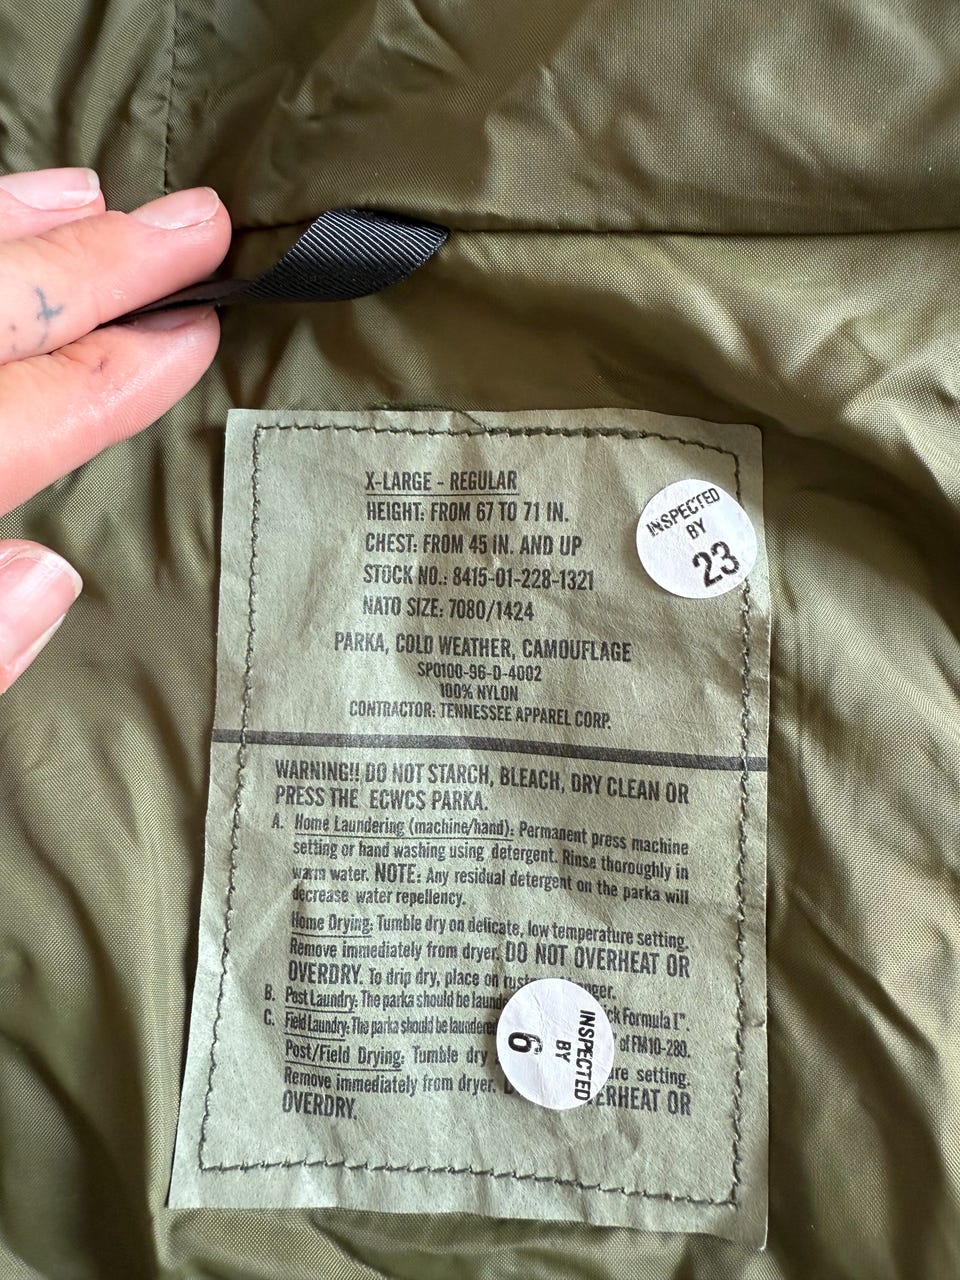 X-LARGE - REGULAR
HEIGHT: FROM 67 TO 71 IN.
CHEST: FROM 45 IN. AND UP
STOCK NO.: 8415-01-228-1321
NATO SIZE: 7080/1424
PARKA, COLD WEATHER, CAMOUFLAGE
SPO100-96-D-4002
100% NYLON
CONTRACTOR: TENNESSEE APPAREL CORP.
INSPECTED
BY
23
WARNING!! DO NOT STARCH, BLEACH, DRY CLEAN OR
PRESS THE ECWCS PARKA.
A. Home Laundering (machine/hand): Permanent press machine
setting or hand washing using detergent. Rinse thoroughly in
warm water. NOTE: Any residual detergent on the parka will
decrease water repellency.
Home Drying: Tumble dry on delicate, low temperature setting.
Remove immediately from dryer. DO NOT OVERHEAT OR
OVERDRY. To drip dry, place on
B. Post Laundry: The parka should be Formula I".
C. Field Laundry: The parka should be laundered of FM10-280.
Post/Field Drying: Tumble dry setting.
Remove immediately from dryer. OR
OVERDRY.
INSPECTED
BY
6